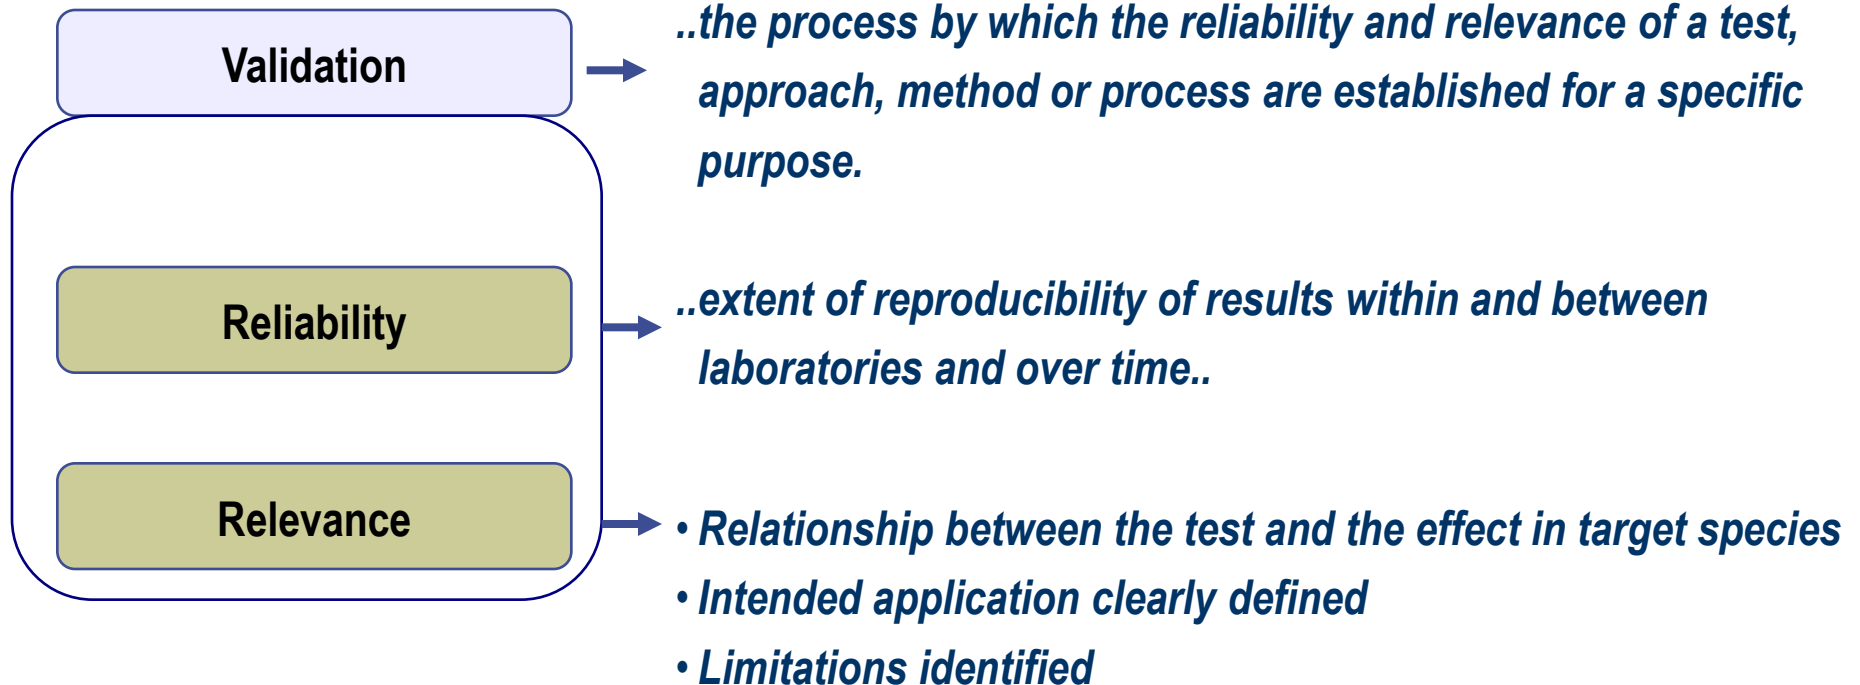 Validation
..the process by which the reliability and relevance of a test,
approach, method or process are established for a specific
purpose.
Reliability
..extent of reproducibility of results within and between
laboratories and over time..
Relevance
• Relationship between the test and the effect in target species
• Intended application clearly defined
• Limitations identified